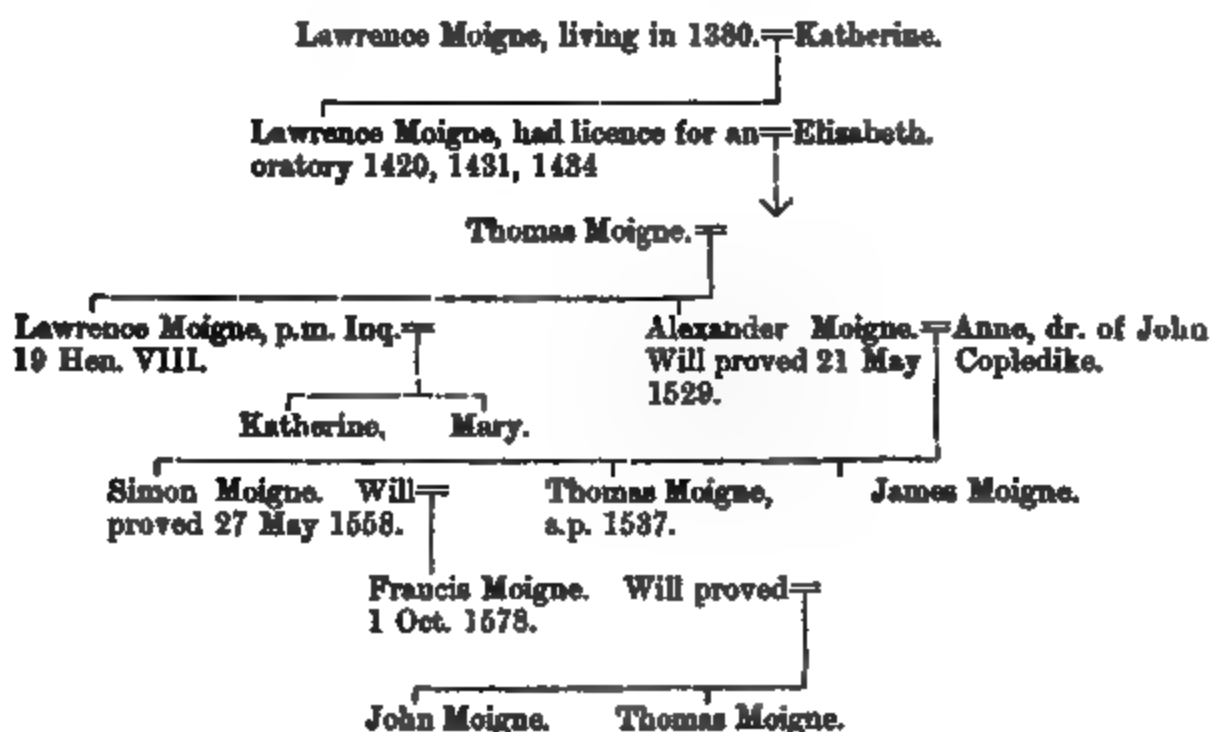 Lawrence Moigne, living in 1380.=Katherine.
Lawrence Moigne, had licence for an=Elisabeth.
oratory 1420, 1431, 1434
Thomas Moigne.=
Lawrence Moigne, p.m. Inq.= Alexander Moigne.=Anne, dr. of John
19 Hen. VIII. Will proved 21 May Copledike.
1529.
Katherine. Mary.
Simon Moigne. Will= Thomas Moigne, James Moigne.
proved 27 May 1558. s.p. 1537.
Francis Moigne. Will proved=
1 Oct. 1578.
John Moigne. Thomas Moigne.